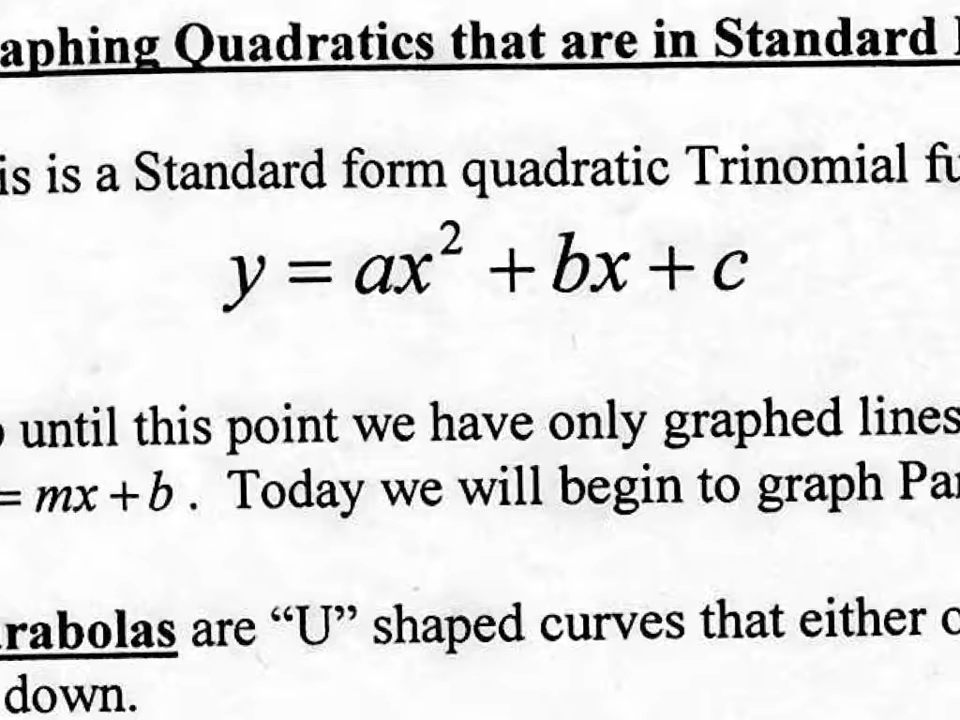 aphing Quadratics that are in Standard
is is a Standard form quadratic Trinomial fu
y = ax² + bx + c
until this point we have only graphed lines
= mx + b . Today we will begin to graph Par
rabolas are “U” shaped curves that either o
down.